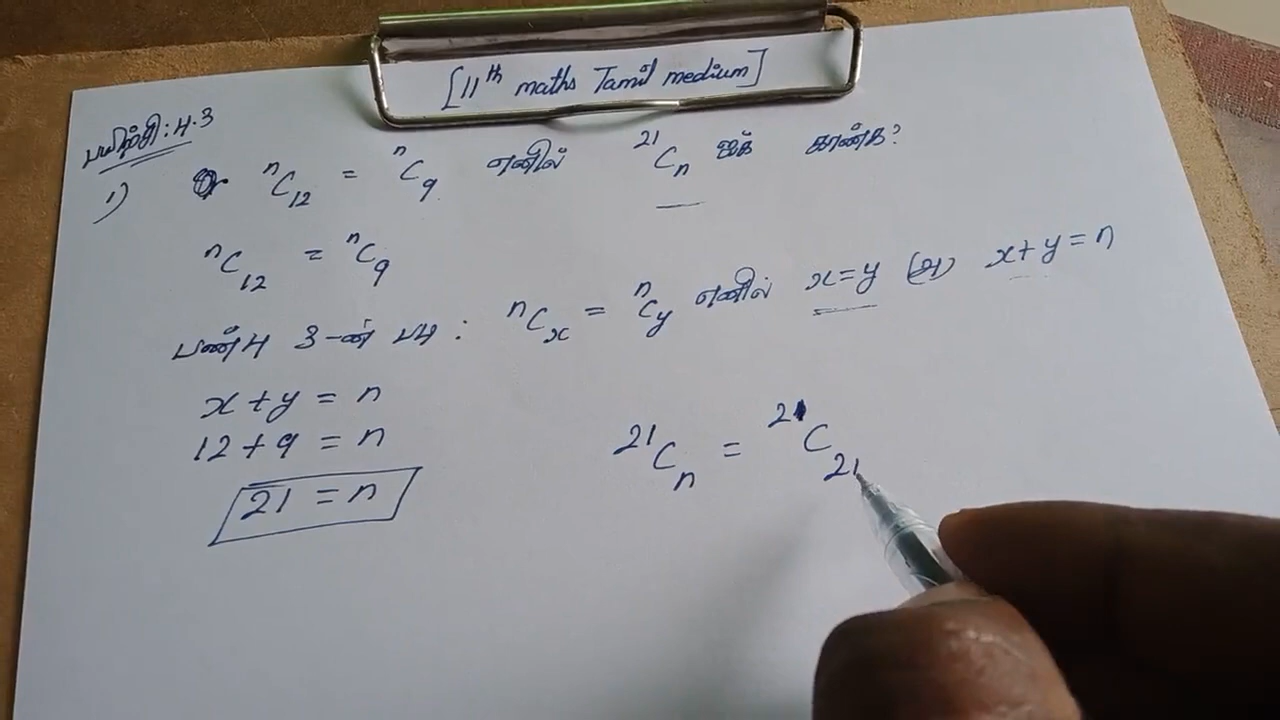 [11th maths Tamil medium]
பயிற்சி: 4.3
1) ⁿC₁₂ = ⁿC₉ எனில் ²¹Cₙ ஐக் காண்க?
ⁿC₁₂ = ⁿC₉
பண்பு 3-ன் படி : ⁿCₓ = ⁿC_y எனில் x=y (அ) x+y=n
x+y = n
12+9 = n
21 = n
²¹Cₙ = ²¹C₂₁